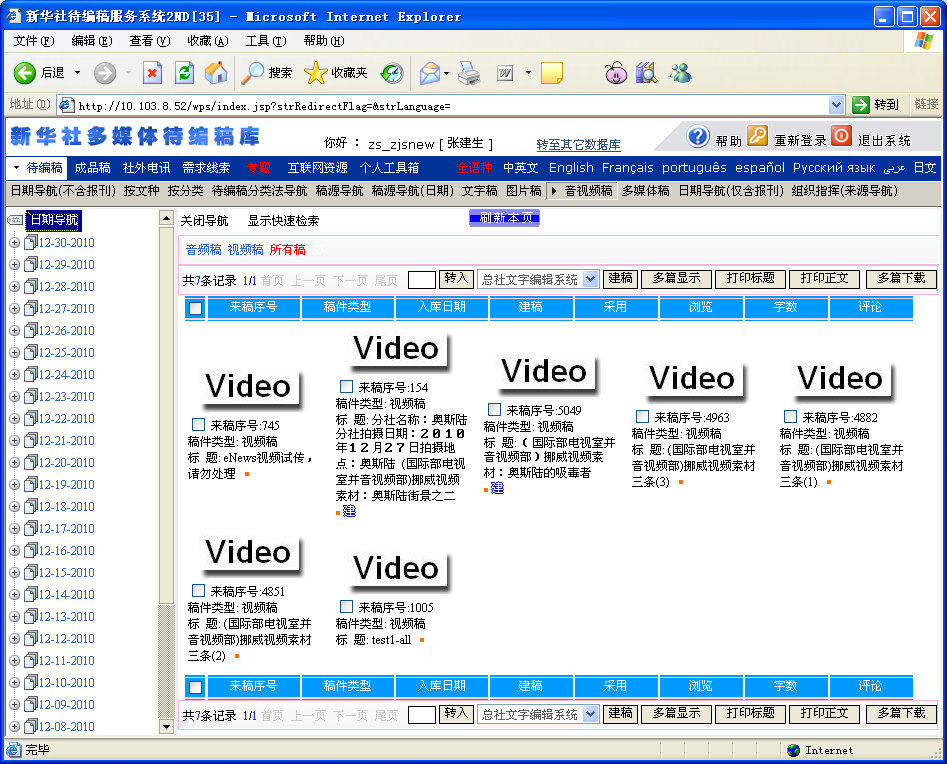 新华社待编稿服务系统2ND[35] - Microsoft Internet Explorer
文件(F) 编辑(E) 查看(V) 收藏(A) 工具(T) 帮助(H)
后退 搜索 收藏夹
地址(D) http://10.103.8.52/wps/index.jsp?strRedirectFlag=&strLanguage= 转到 链接
新华社多媒体待编稿库 你好 : zs_zjsnew [ 张建生 ] 转至其它数据库 帮助 重新登录 退出系统
待编稿 成品稿 社外电讯 需求线索 专题 互联网资源 个人工具箱 全语种 中英文 English Français português español Русский язык عربي 日文
日期导航(不含报刊) 按文种 按分类 待编稿分类法导航 稿源导航 稿源导航(日期) 文字稿 图片稿 音视频稿 多媒体稿 日期导航(仅含报刊) 组织指挥(来源导航)
日期导航
12-30-2010
12-29-2010
12-28-2010
12-27-2010
12-26-2010
12-25-2010
12-24-2010
12-23-2010
12-22-2010
12-21-2010
12-20-2010
12-19-2010
12-18-2010
12-17-2010
12-16-2010
12-15-2010
12-14-2010
12-13-2010
12-12-2010
12-11-2010
12-10-2010
12-09-2010
12-08-2010
关闭导航 显示快速检索 刷新本页
音频稿 视频稿 所有稿
共7条记录 1/1 首页 上一页 下一页 尾页 转入 总社文字编辑系统 建稿 多篇显示 打印标题 打印正文 多篇下载
来稿序号 稿件类型 入库日期 建稿 采用 浏览 字数 评论
Video
来稿序号:745
稿件类型: 视频稿
标 题: eNews视频试传，
请勿处理
Video
来稿序号:154
稿件类型: 视频稿
标 题: 分社名称：奥斯陆
分社拍摄日期：２０１０
年１２月２７日拍摄地
点：奥斯陆 (国际部电视
室并音视频部)挪威视频
素材：奥斯陆街景之二
建
Video
来稿序号:5049
稿件类型: 视频稿
标 题:（国际部电视室并
音视频部）挪威视频素
材：奥斯陆的吸毒者
建
Video
来稿序号:4963
稿件类型: 视频稿
标 题: (国际部电视室并
音视频部)挪威视频素材
三条(3)
Video
来稿序号:4882
稿件类型: 视频稿
标 题: (国际部电视室并
音视频部)挪威视频素材
三条(1)
Video
来稿序号:4851
稿件类型: 视频稿
标 题: (国际部电视室并
音视频部)挪威视频素材
三条(2)
Video
来稿序号:1005
稿件类型: 视频稿
标 题: test1-all
来稿序号 稿件类型 入库日期 建稿 采用 浏览 字数 评论
共7条记录 1/1 首页 上一页 下一页 尾页 转入 总社文字编辑系统 建稿 多篇显示 打印标题 打印正文 多篇下载
完毕 Internet